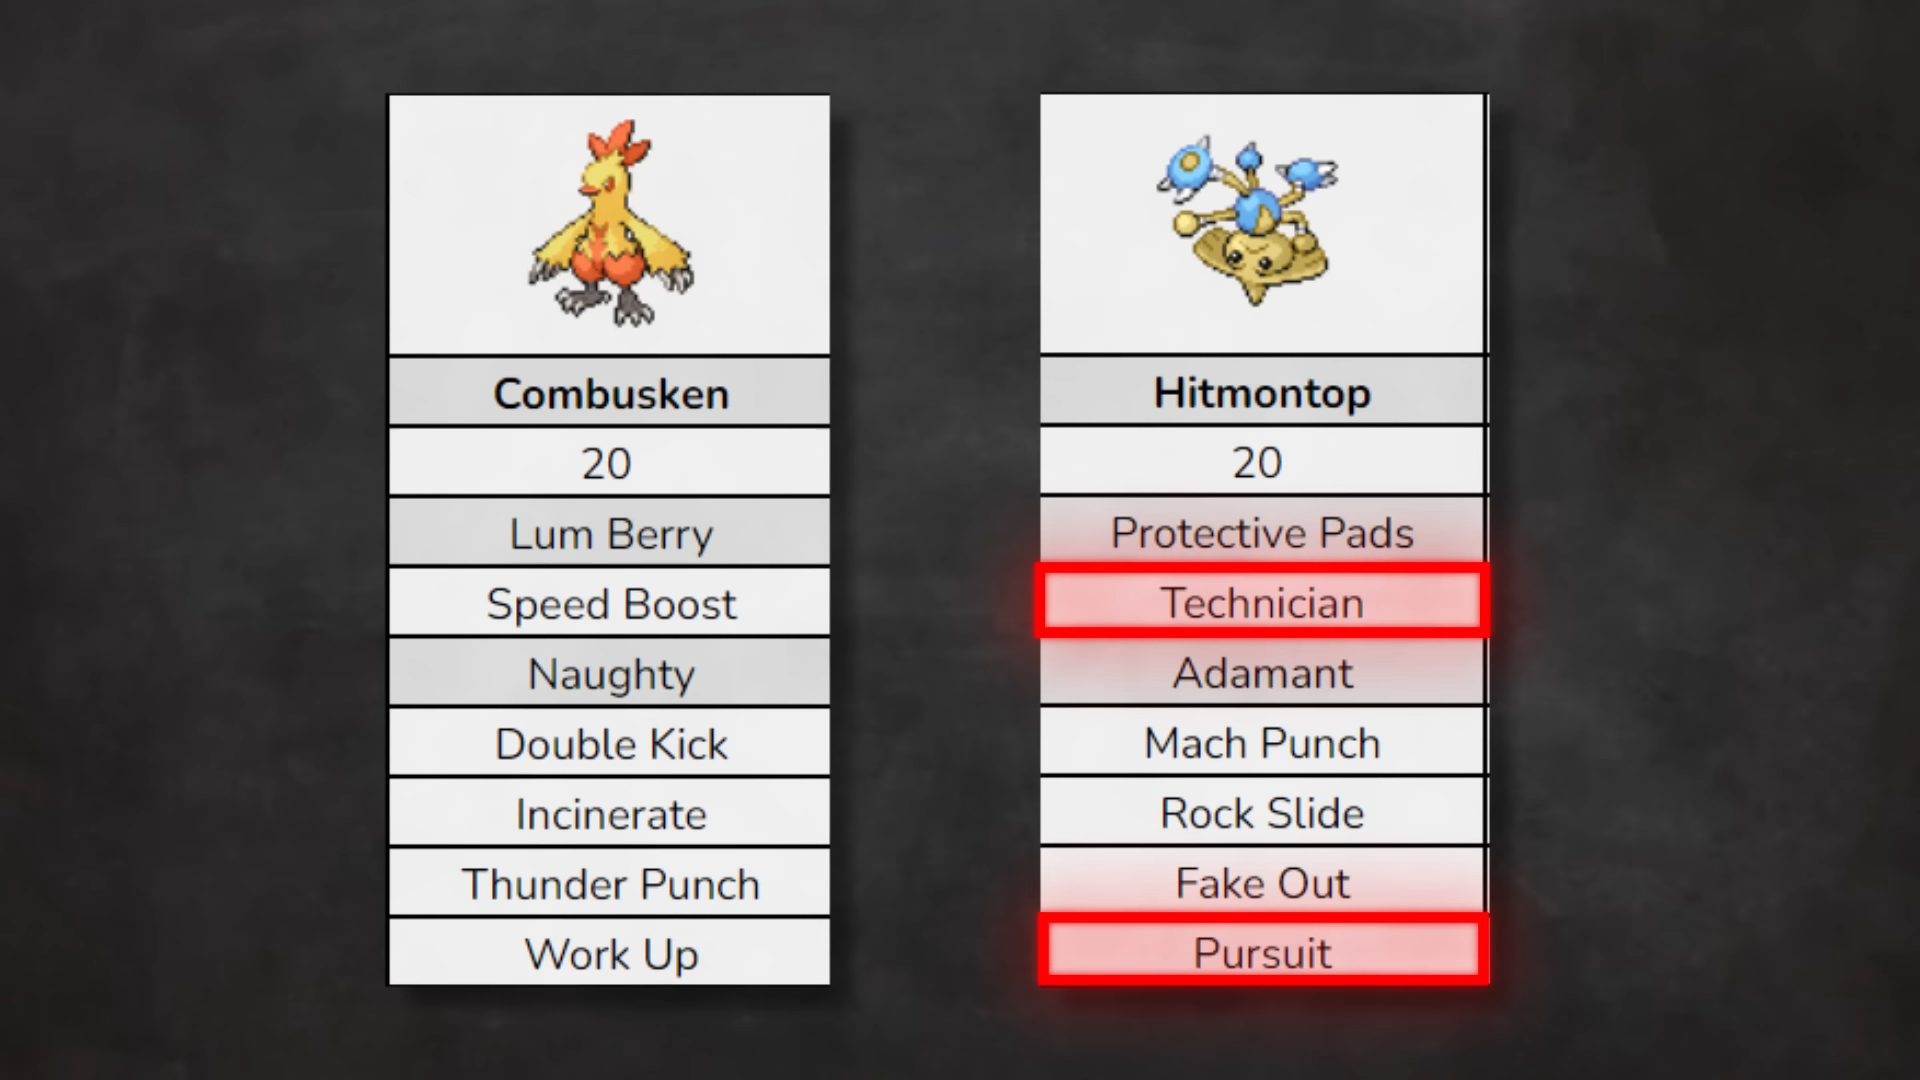 Combusken
20
Lum Berry
Speed Boost
Naughty
Double Kick
Incinerate
Thunder Punch
Work Up
Hitmontop
20
Protective Pads
Technician
Adamant
Mach Punch
Rock Slide
Fake Out
Pursuit